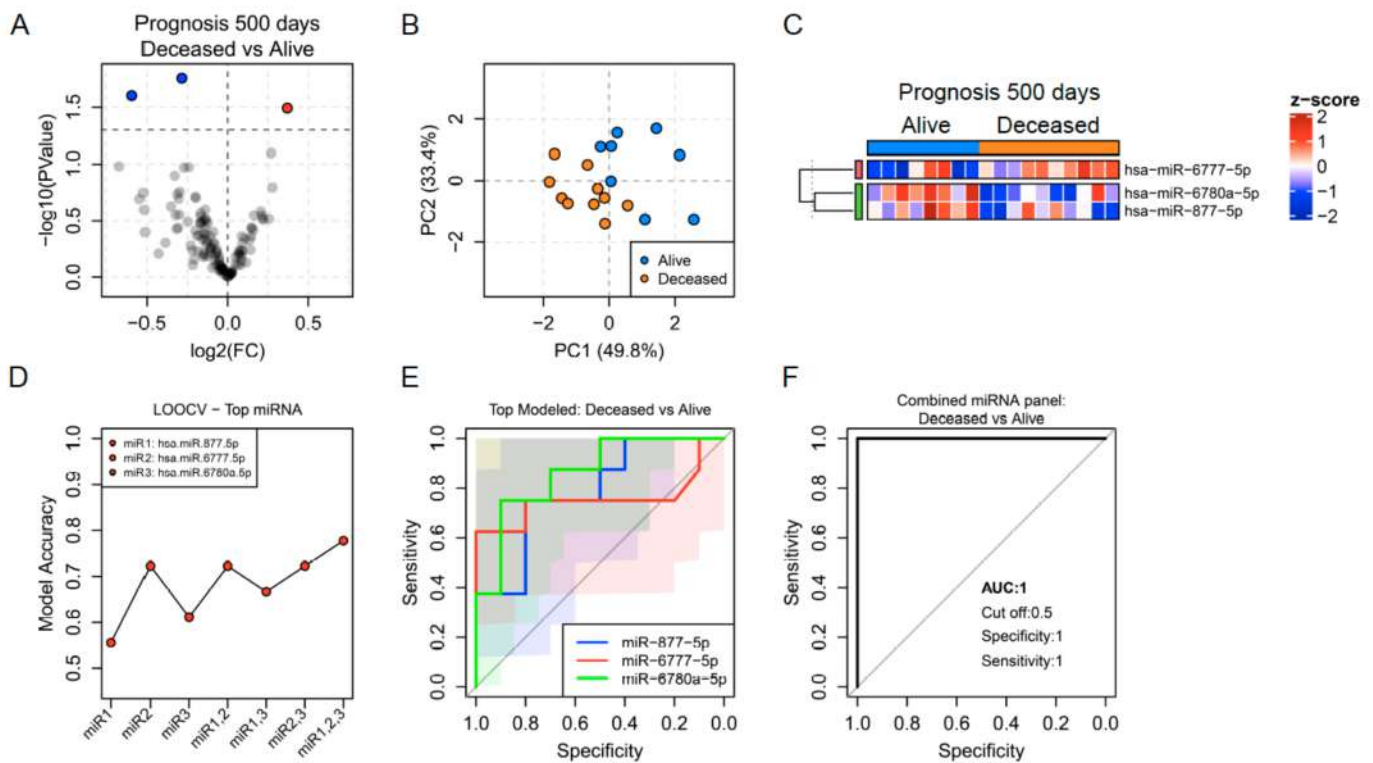 A
Prognosis 500 days
Deceased vs Alive
−log10(PValue)
1.5
1.0
0.5
0.0
−0.5
0.0
0.5
log2(FC)
B
PC2 (33.4%)
2
0
−2
−2
0
2
PC1 (49.8%)
Alive
Deceased
C
Prognosis 500 days
Alive
Deceased
hsa−miR−6777−5p
hsa−miR−6780a−5p
hsa−miR−877−5p
z−score
2
1
0
−1
−2
D
LOOCV − Top miRNA
miR1: hsa.miR.877.5p
miR2: hsa.miR.6777.5p
miR3: hsa.miR.6780a.5p
Model Accuracy
1.0
0.9
0.8
0.7
0.6
0.5
miR1
miR2
miR3
miR1,2
miR1,3
miR2,3
miR1,2,3
E
Top Modeled: Deceased vs Alive
Sensitivity
1.0
0.8
0.6
0.4
0.2
0.0
miR−877−5p
miR−6777−5p
miR−6780a−5p
1.0
0.8
0.6
0.4
0.2
0.0
Specificity
F
Combined miRNA panel:
Deceased vs Alive
Sensitivity
1.0
0.8
0.6
0.4
0.2
0.0
AUC:1
Cut off:0.5
Specificity:1
Sensitivity:1
1.0
0.8
0.6
0.4
0.2
0.0
Specificity